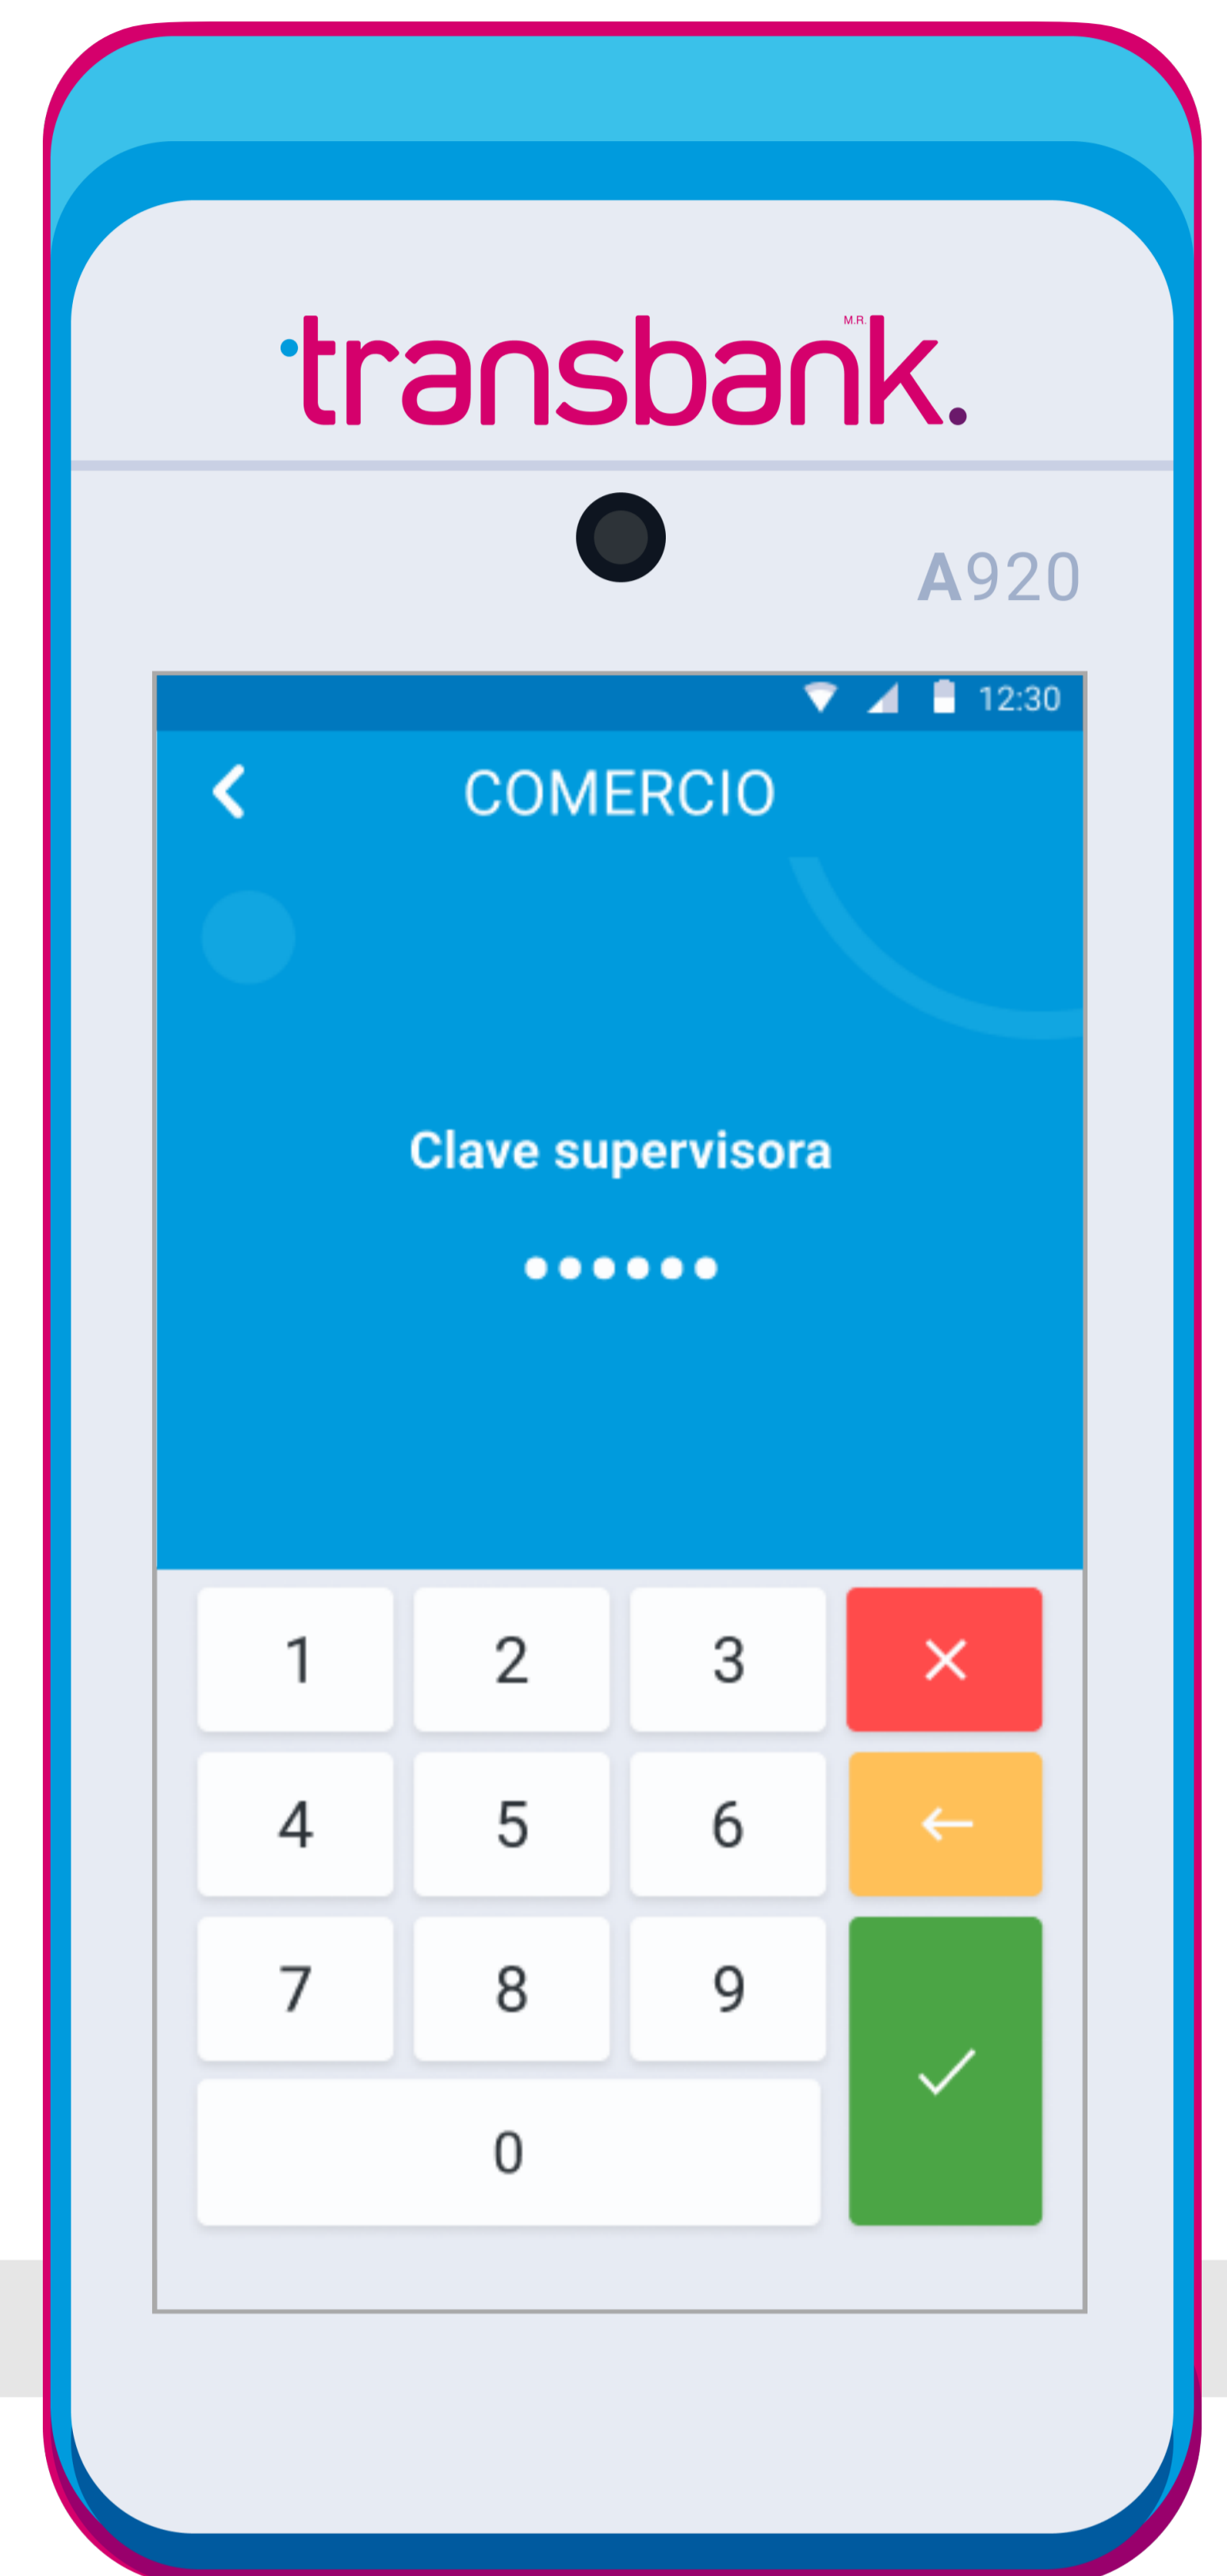 transbank.
M.R.
A920
12:30
COMERCIO
Clave supervisora
1 2 3
4 5 6
7 8 9
0